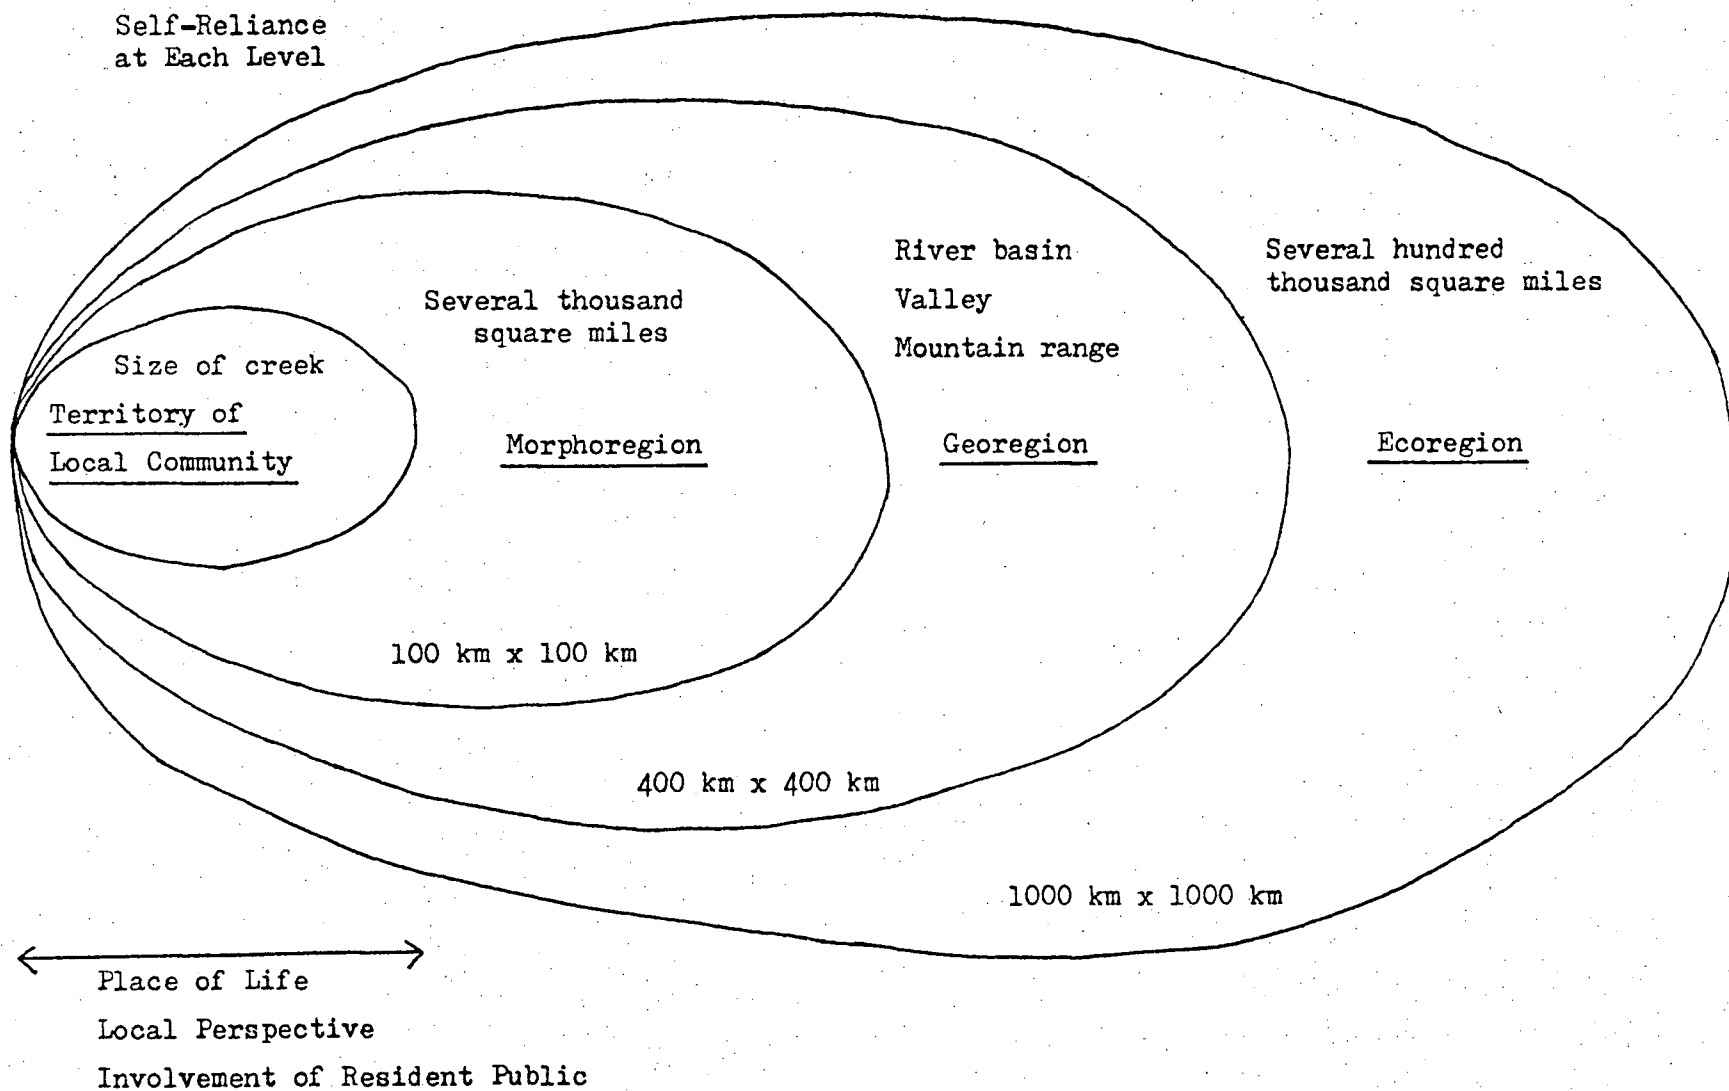 Self-Reliance
at Each Level
River basin
Valley
Mountain range
Several hundred
thousand square miles
Several thousand
square miles
Size of creek
Territory of
Local Community
Morphoregion
Georegion
Ecoregion
100 km x 100 km
400 km x 400 km
1000 km x 1000 km
Place of Life
Local Perspective
Involvement of Resident Public